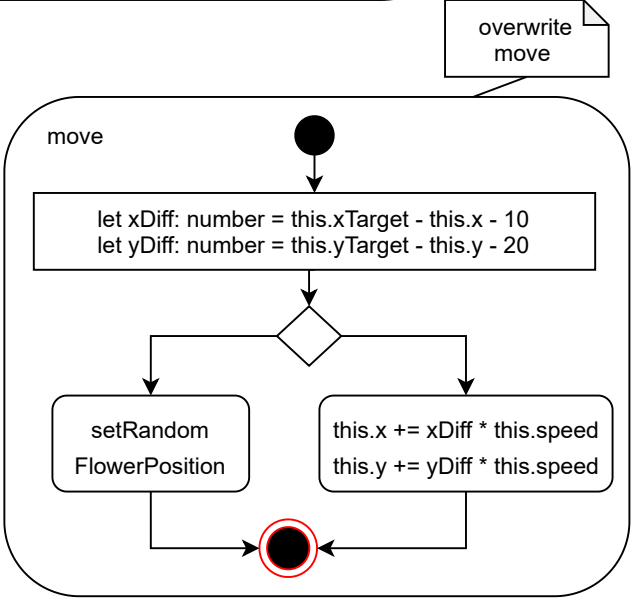 overwrite
move
move
let xDiff: number = this.xTarget - this.x - 10
let yDiff: number = this.yTarget - this.y - 20
setRandom
FlowerPosition
this.x += xDiff * this.speed
this.y += yDiff * this.speed